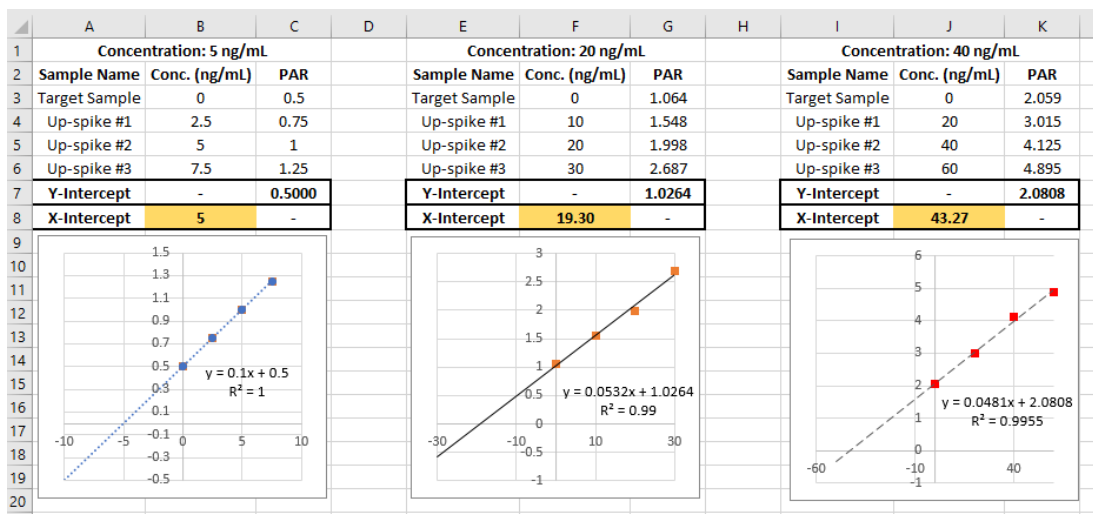 A B C D E F G H I J K
1 Concentration: 5 ng/mL Concentration: 20 ng/mL Concentration: 40 ng/mL
2 Sample Name Conc. (ng/mL) PAR Sample Name Conc. (ng/mL) PAR Sample Name Conc. (ng/mL) PAR
3 Target Sample 0 0.5 Target Sample 0 1.064 Target Sample 0 2.059
4 Up-spike #1 2.5 0.75 Up-spike #1 10 1.548 Up-spike #1 20 3.015
5 Up-spike #2 5 1 Up-spike #2 20 1.998 Up-spike #2 40 4.125
6 Up-spike #3 7.5 1.25 Up-spike #3 30 2.687 Up-spike #3 60 4.895
7 Y-Intercept - 0.5000 Y-Intercept - 1.0264 Y-Intercept - 2.0808
8 X-Intercept 5 - X-Intercept 19.30 - X-Intercept 43.27 -
9
10
11
12
13
14
15
16
17
18
19
20
1.5
1.3
1.1
0.9
0.7
0.5
0.3
0.1
-0.1
-0.3
-0.5
-10 -5 0 5 10
y = 0.1x + 0.5
R² = 1
3
2.5
2
1.5
1
0.5
0
-0.5
-1
-30 -10 10 30
y = 0.0532x + 1.0264
R² = 0.99
6
5
4
3
2
1
0
-1
-60 -10 40
y = 0.0481x + 2.0808
R² = 0.9955